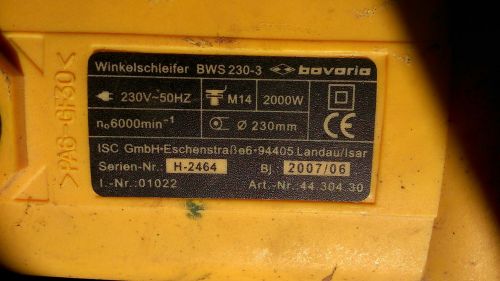 >PA6-GF30<
Winkelschleifer BWS 230-3 bavaria
230V~50HZ M14 2000W
n₀6000min⁻¹ Ø 230mm CE
ISC GmbH-Eschenstraße6·94405 Landau/Isar
Serien-Nr.: H-2464 Bj.: 2007/06
I.-Nr.:01022 Art.-Nr.: 44.304.30